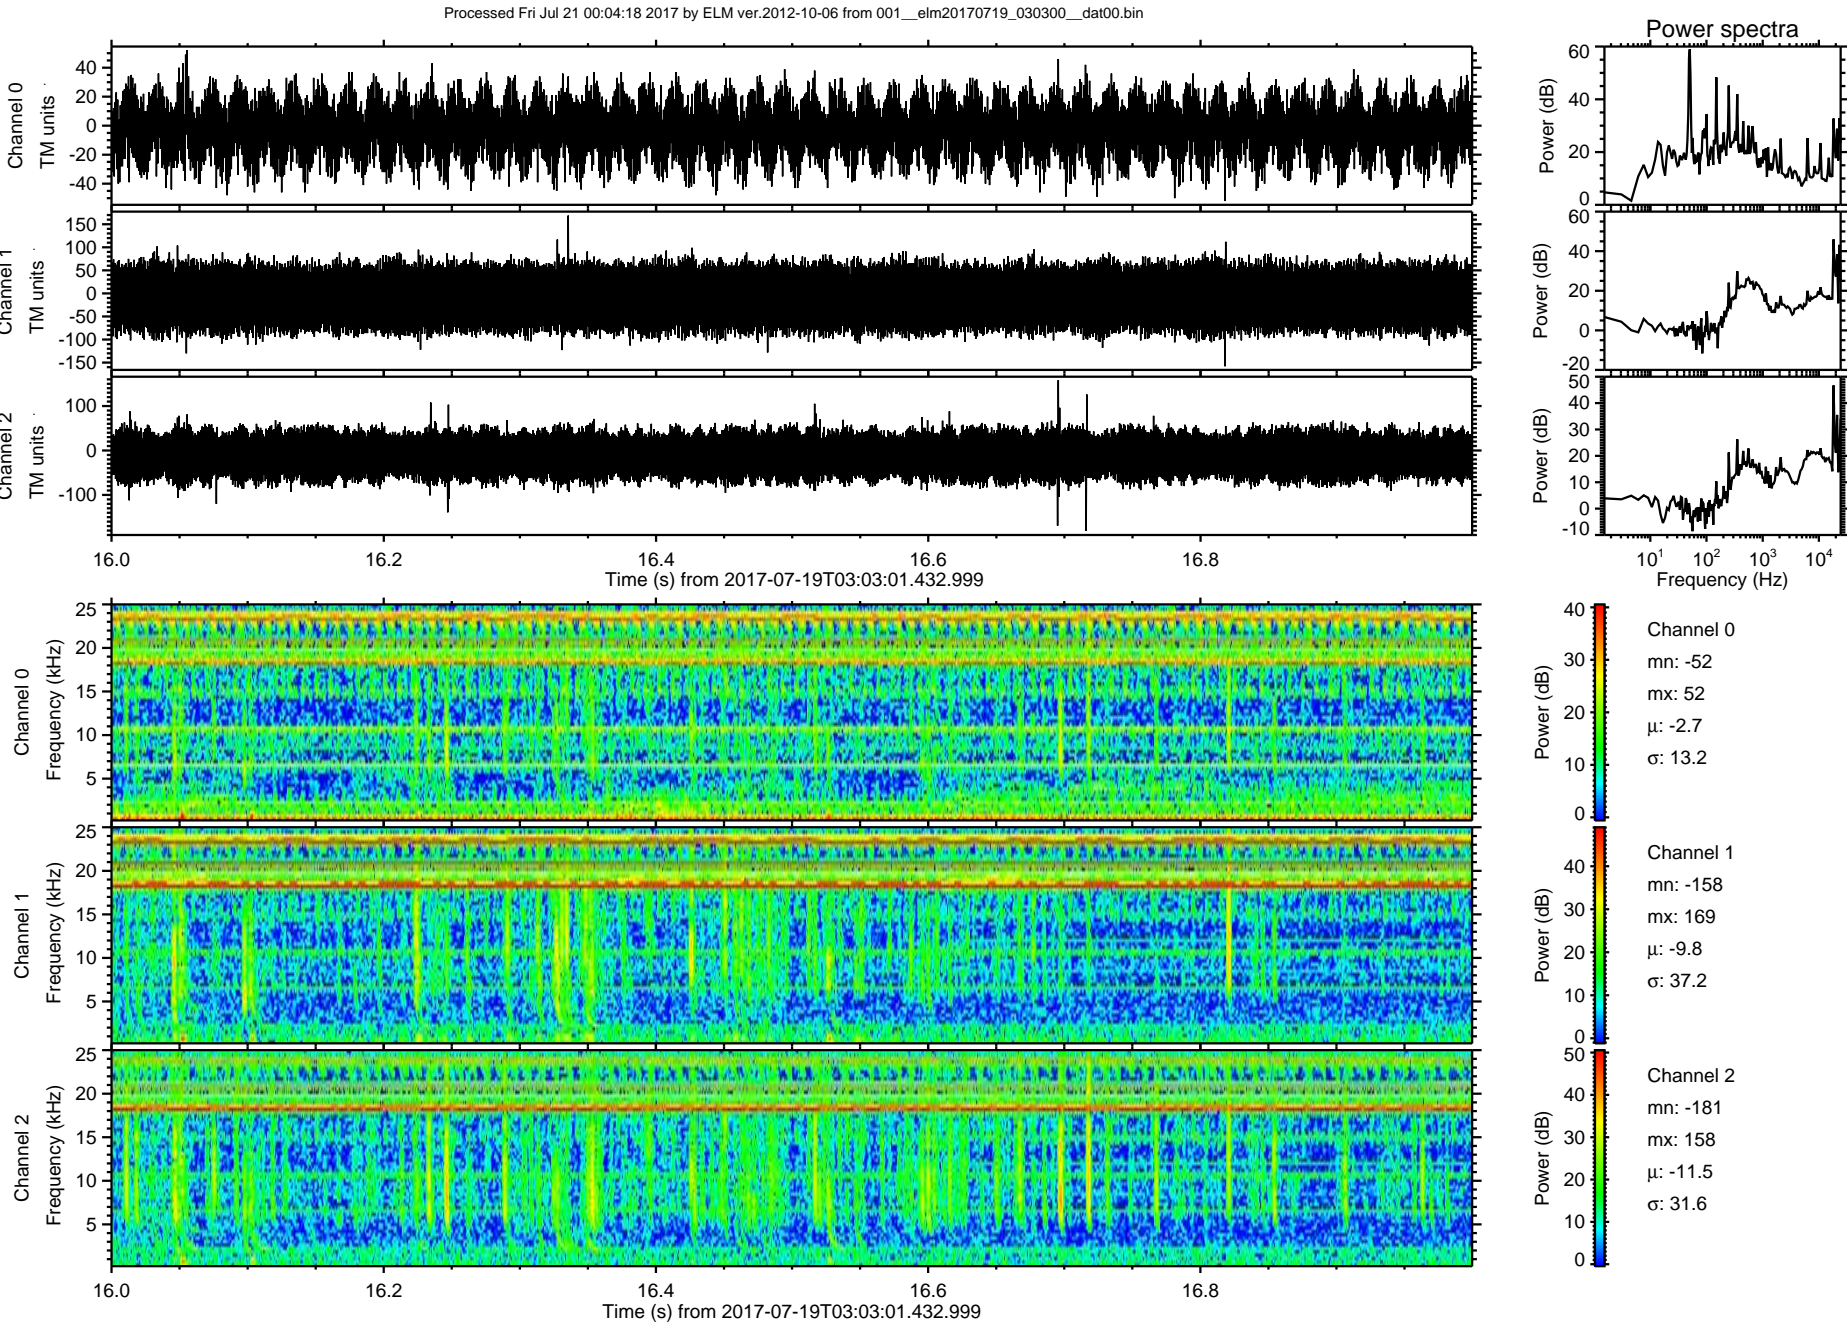 Processed Fri Jul 21 00:04:18 2017 by ELM ver.2012-10-06 from 001__elm20170719_030300__dat00.bin
Power spectra
Channel 0
TM units
40
20
0
-20
-40
Power (dB)
60
40
20
0
Channel 1
TM units
150
100
50
0
-50
-100
-150
Power (dB)
60
40
20
0
-20
Channel 2
TM units
100
0
-100
Power (dB)
50
40
30
20
10
0
-10
16.0 16.2 16.4 16.6 16.8
Time (s) from 2017-07-19T03:03:01.432.999
10^1 10^2 10^3 10^4
Frequency (Hz)
Channel 0
Frequency (kHz)
25
20
15
10
5
Power (dB)
40
30
20
10
0
Channel 0
mn: -52
mx: 52
μ: -2.7
σ: 13.2
Channel 1
Frequency (kHz)
25
20
15
10
5
Power (dB)
40
30
20
10
0
Channel 1
mn: -158
mx: 169
μ: -9.8
σ: 37.2
Channel 2
Frequency (kHz)
25
20
15
10
5
Power (dB)
50
40
30
20
10
0
Channel 2
mn: -181
mx: 158
μ: -11.5
σ: 31.6
16.0 16.2 16.4 16.6 16.8
Time (s) from 2017-07-19T03:03:01.432.999